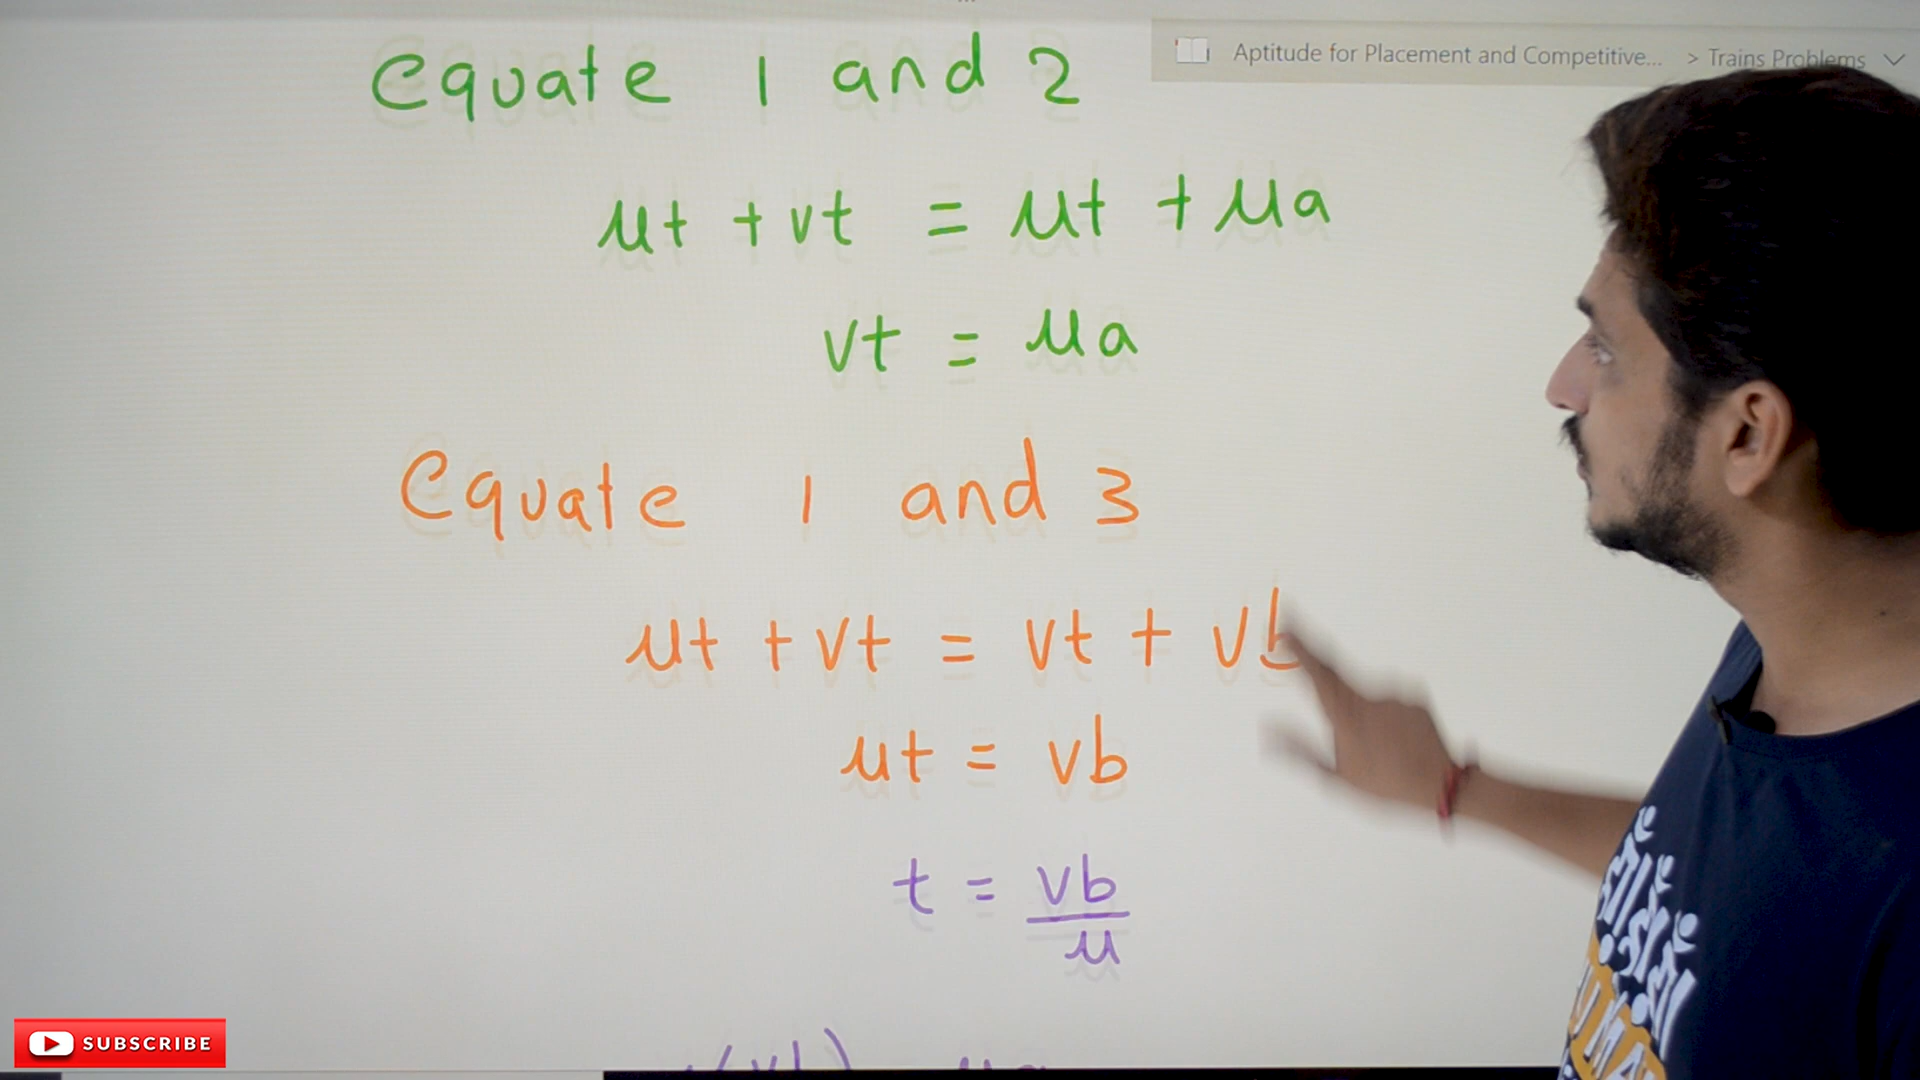 Aptitude for Placement and Competitive... > Trains Problems
equate 1 and 2
ut + vt = ut + ua
vt = ua
equate 1 and 3
ut + vt = vt + vb
ut = vb
t = vb/u
SUBSCRIBE